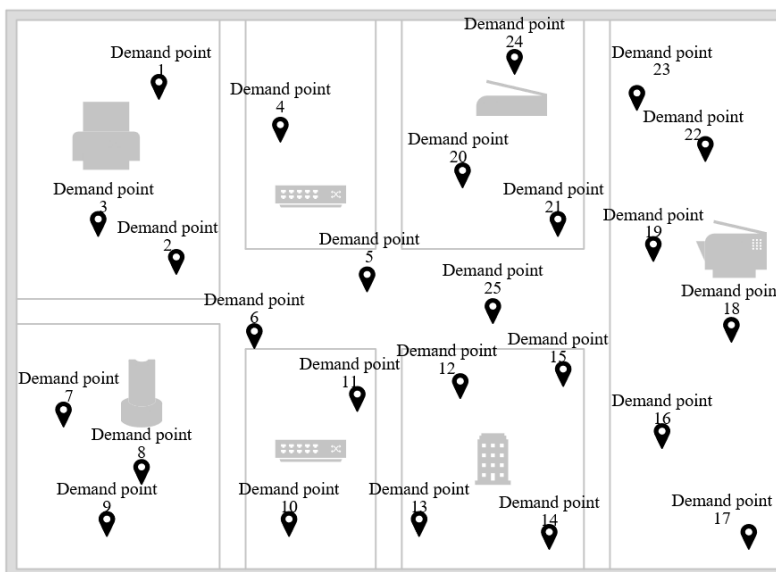 Demand point
24
Demand point
1
Demand point
23
Demand point
4
Demand point
22
Demand point
20
Demand point
3
Demand point
21
Demand point
2
Demand point
19
Demand point
5
Demand point
25
Demand poin
18
Demand point
6
Demand point
15
Demand point
12
Demand point
11
Demand point
7
Demand point
16
Demand point
8
Demand point
9
Demand point
10
Demand point
13
Demand point
14
Demand point
17